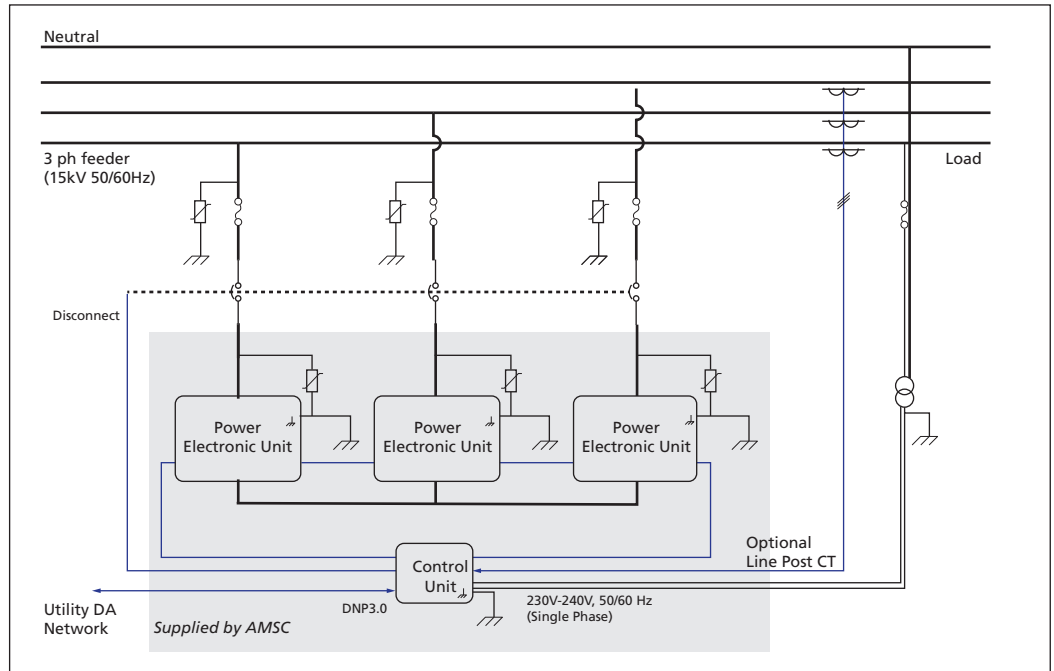 Neutral
3 ph feeder
(15kV 50/60Hz)
Load
Disconnect
Power
Electronic Unit
Power
Electronic Unit
Power
Electronic Unit
Optional
Line Post CT
Control
Unit
Utility DA
Network
DNP3.0
230V-240V, 50/60 Hz
(Single Phase)
Supplied by AMSC